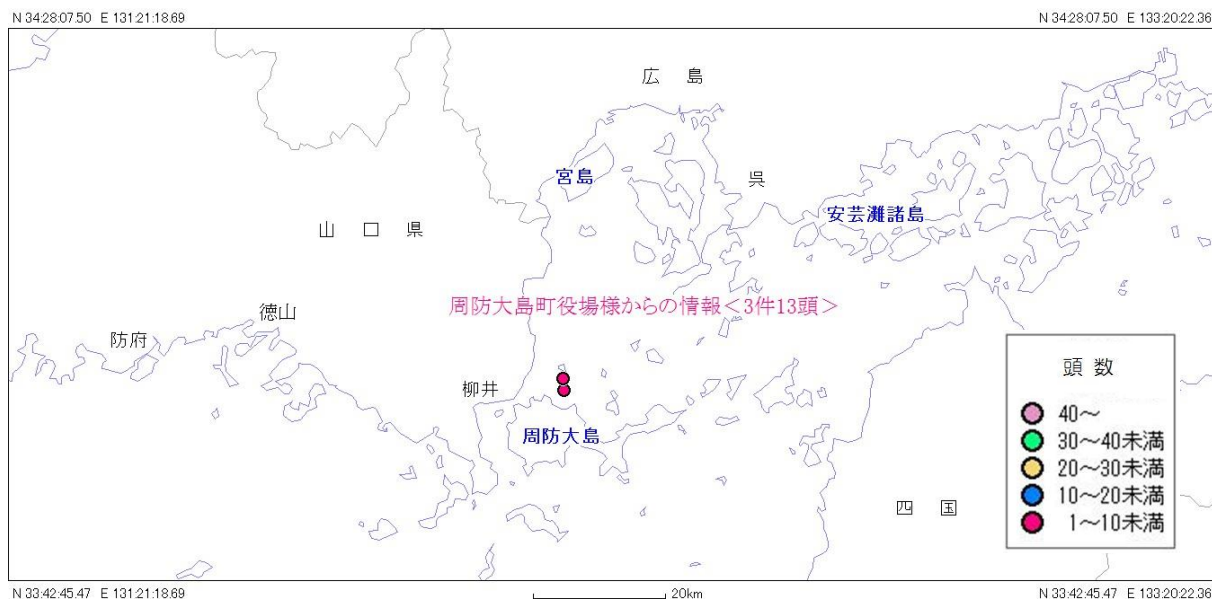 N 34:28:07.50 E 131:21:18.69
N 34:28:07.50 E 133:20:22.36
広 島
宮島
呉
安芸灘諸島
山 口 県
周防大島町役場様からの情報<3件13頭>
徳山
防府
柳井
周防大島
四 国
頭 数
40～
30～40未満
20～30未満
10～20未満
1～10未満
N 33:42:45.47 E 131:21:18.69
20km
N 33:42:45.47 E 133:20:22.36